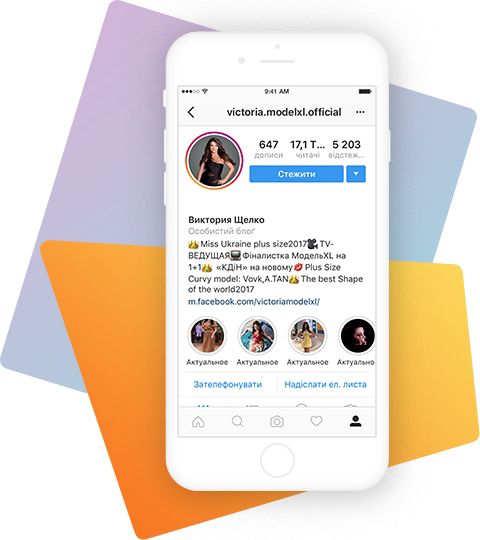 9:41 AM
victoria.modelxl.official
647 17,1 Т... 5 203
дописи читачі відстеж...
Стежити
Виктория Щелко
Особистий блоґ
👑Miss Ukraine plus size2017🎥TV-
ВЕДУЩАЯ📺Фіналистка МодельXL на
1+1👑 «КДіН» на новому💋Plus Size
Curvy model: Vovk,A.TAN👑The best Shape
of the world2017
m.facebook.com/victoriamodelxl/
Актуальное Актуальное Актуальное Актуально
Зателефонувати Надіслати ел. листа